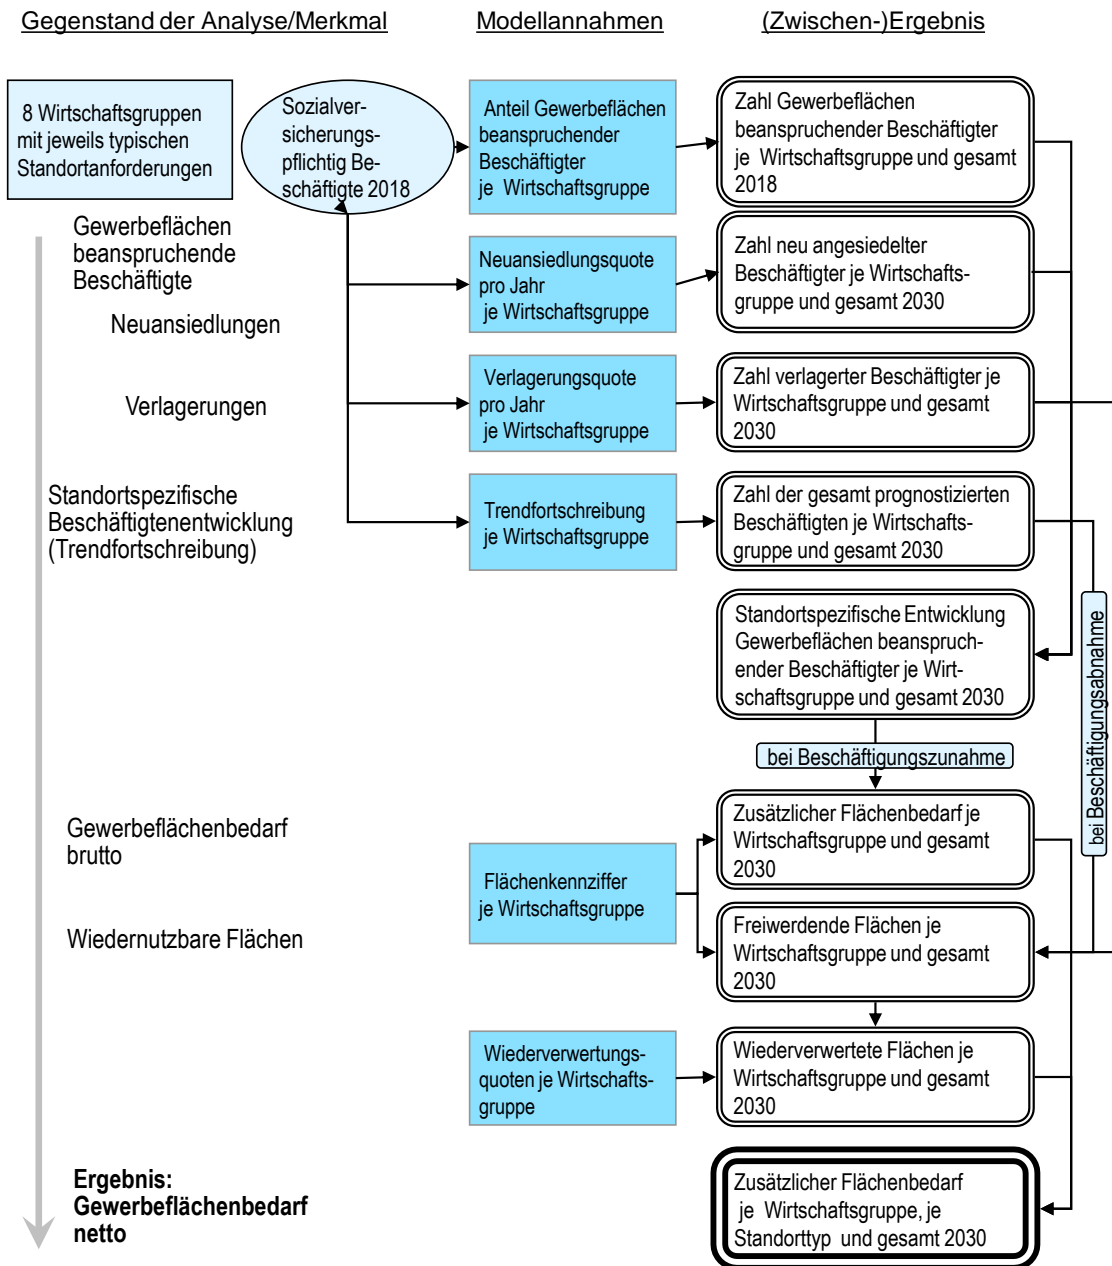 Gegenstand der Analyse/Merkmal
Modellannahmen
(Zwischen-)Ergebnis
8 Wirtschaftsgruppen
mit jeweils typischen
Standortanforderungen
Sozialver-
sicherungs-
pflichtig Be-
schäftigte 2018
Anteil Gewerbeflächen
beanspruchender
Beschäftigter
je Wirtschaftsgruppe
Zahl Gewerbeflächen
beanspruchender Beschäftigter
je Wirtschaftsgruppe und gesamt
2018
Gewerbeflächen
beanspruchende
Beschäftigte
Neuansiedlungsquote
pro Jahr
je Wirtschaftsgruppe
Zahl neu angesiedelter
Beschäftigter je Wirtschafts-
gruppe und gesamt 2030
Neuansiedlungen
Verlagerungen
Verlagerungsquote
pro Jahr
je Wirtschaftsgruppe
Zahl verlagerter Beschäftigter je
Wirtschaftsgruppe und gesamt
2030
Standortspezifische
Beschäftigtenentwicklung
(Trendfortschreibung)
Trendfortschreibung
je Wirtschaftsgruppe
Zahl der gesamt prognostizierten
Beschäftigten je Wirtschafts-
gruppe und gesamt 2030
Standortspezifische Entwicklung
Gewerbeflächen beanspruch-
ender Beschäftigter je Wirt-
schaftsgruppe und gesamt 2030
bei Beschäftigungsabnahme
bei Beschäftigungszunahme
Gewerbeflächenbedarf
brutto
Flächenkennziffer
je Wirtschaftsgruppe
Zusätzlicher Flächenbedarf je
Wirtschaftsgruppe und gesamt
2030
Wiedernutzbare Flächen
Freiwerdende Flächen je
Wirtschaftsgruppe und gesamt
2030
Wiederverwertungs-
quoten je Wirtschafts-
gruppe
Wiederverwertete Flächen je
Wirtschaftsgruppe und gesamt
2030
Ergebnis:
Gewerbeflächenbedarf
netto
Zusätzlicher Flächenbedarf
je Wirtschaftsgruppe, je
Standorttyp und gesamt 2030